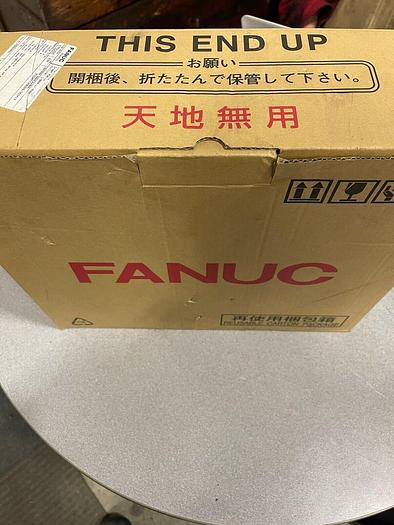 THIS END UP
お願い
開梱後、折たたんで保管して下さい。
天地無用
FANUC
再使用梱包箱
REUSABLE CARTON PACKAGE